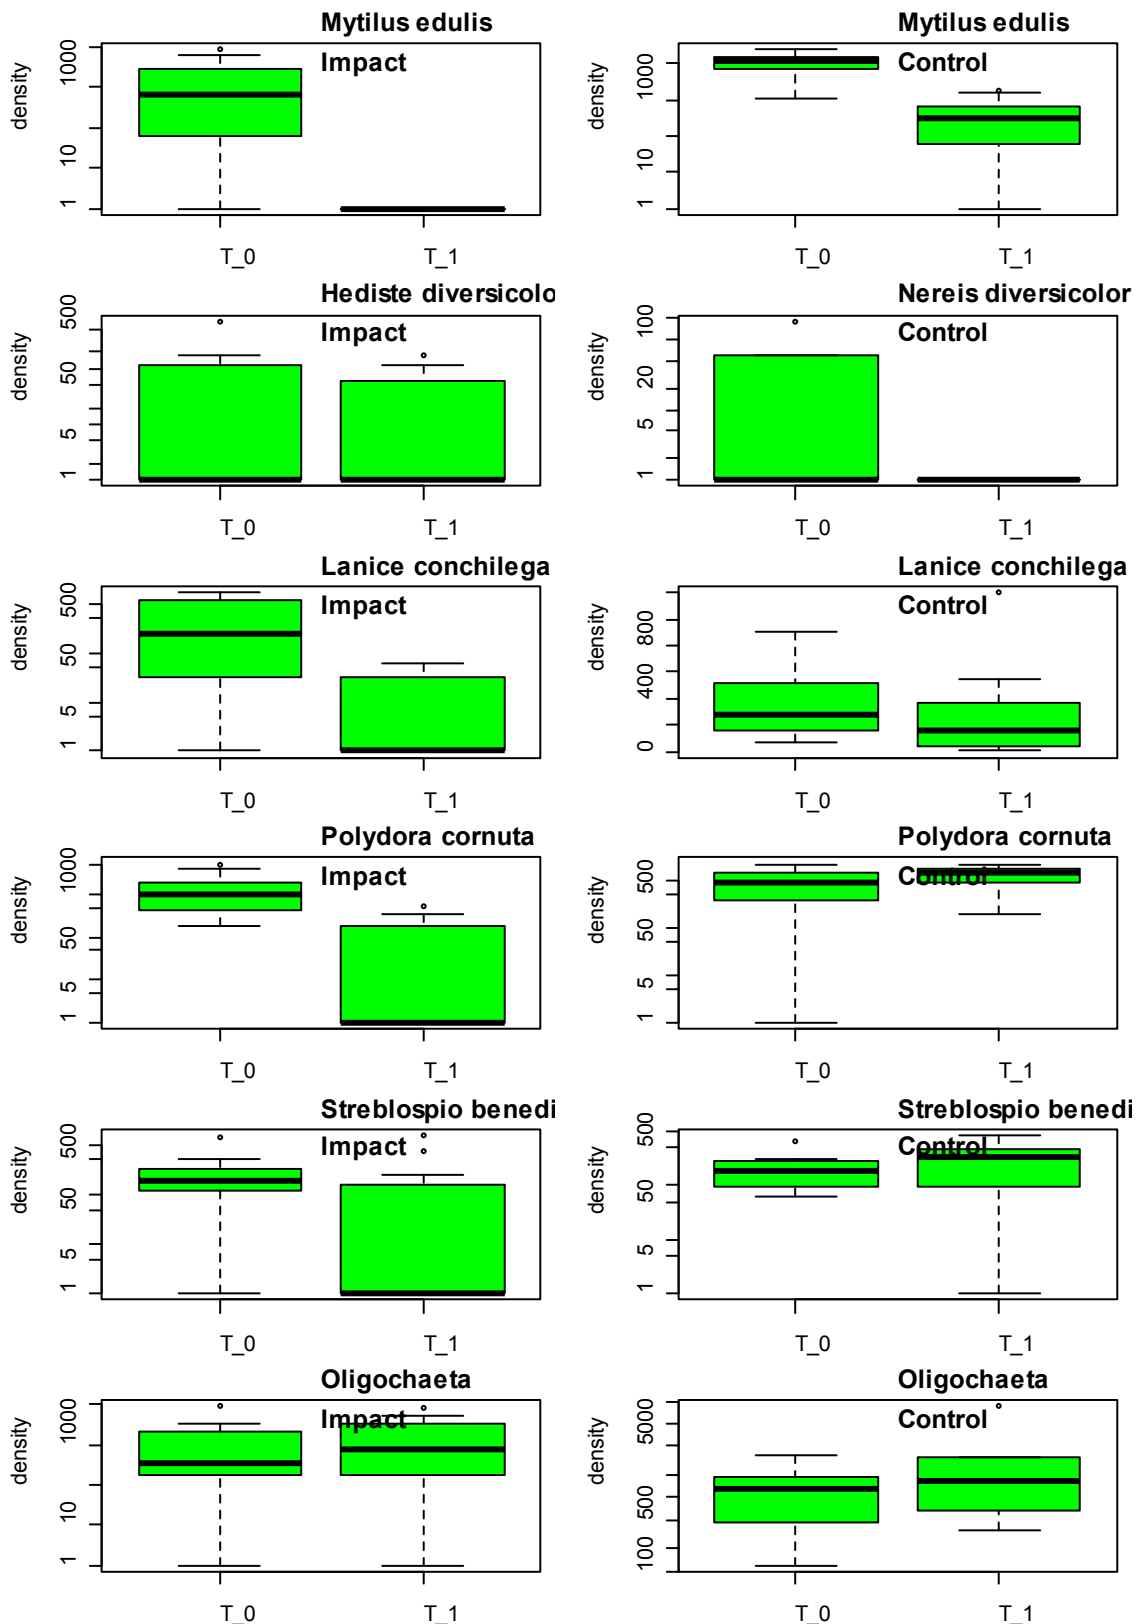 Mytilus edulis
Impact
density
1000
10
1
T_0
T_1
Mytilus edulis
Control
density
1000
10
1
T_0
T_1
Hediste diversicolo
Impact
density
500
50
5
1
T_0
T_1
Nereis diversicolor
Control
density
100
20
5
1
T_0
T_1
Lanice conchilega
Impact
density
500
50
5
1
T_0
T_1
Lanice conchilega
Control
density
800
400
0
T_0
T_1
Polydora cornuta
Impact
density
1000
50
5
1
T_0
T_1
Polydora cornuta
Control
density
500
50
5
1
T_0
T_1
Streblospio benedi
Impact
density
500
50
5
1
T_0
T_1
Streblospio benedi
Control
density
500
50
5
1
T_0
T_1
Oligochaeta
Impact
density
1000
10
1
T_0
T_1
Oligochaeta
Control
density
5000
500
100
T_0
T_1